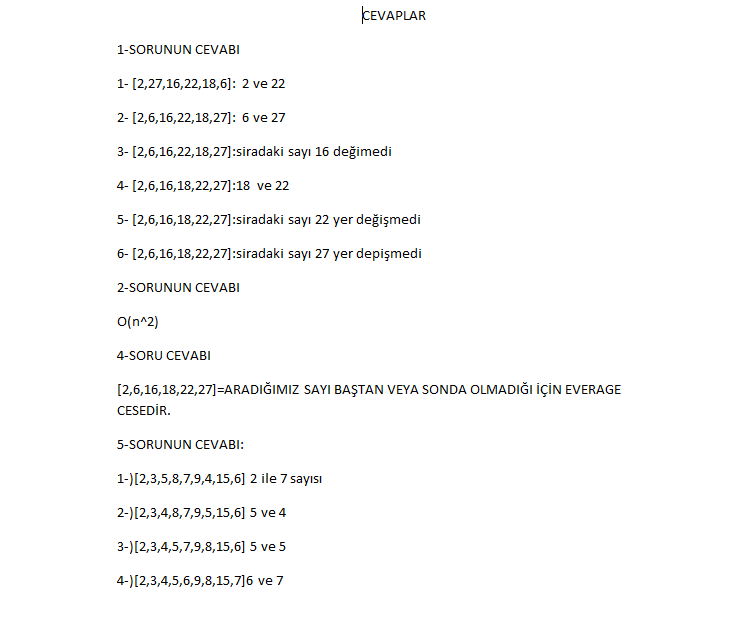 CEVAPLAR
1-SORUNUN CEVABI
1- [2,27,16,22,18,6]: 2 ve 22
2- [2,6,16,22,18,27]: 6 ve 27
3- [2,6,16,22,18,27]:siradaki sayı 16 değimedi
4- [2,6,16,18,22,27]:18 ve 22
5- [2,6,16,18,22,27]:siradaki sayı 22 yer değişmedi
6- [2,6,16,18,22,27]:siradaki sayı 27 yer depişmedi
2-SORUNUN CEVABI
O(n^2)
4-SORU CEVABI
[2,6,16,18,22,27]=ARADIĞIMIZ SAYI BAŞTAN VEYA SONDA OLMADIĞI İÇİN EVERAGE
CESEDİR.
5-SORUNUN CEVABI:
1-)[2,3,5,8,7,9,4,15,6] 2 ile 7 sayısı
2-)[2,3,4,8,7,9,5,15,6] 5 ve 4
3-)[2,3,4,5,7,9,8,15,6] 5 ve 5
4-)[2,3,4,5,6,9,8,15,7]6 ve 7